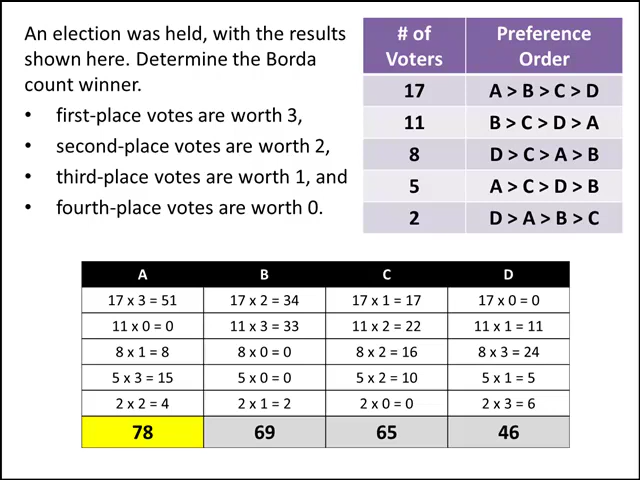 An election was held, with the results
shown here. Determine the Borda
count winner.
• first-place votes are worth 3,
• second-place votes are worth 2,
• third-place votes are worth 1, and
• fourth-place votes are worth 0.
# of Voters Preference Order
17 A > B > C > D
11 B > C > D > A
8 D > C > A > B
5 A > C > D > B
2 D > A > B > C
A B C D
17 x 3 = 51 17 x 2 = 34 17 x 1 = 17 17 x 0 = 0
11 x 0 = 0 11 x 3 = 33 11 x 2 = 22 11 x 1 = 11
8 x 1 = 8 8 x 0 = 0 8 x 2 = 16 8 x 3 = 24
5 x 3 = 15 5 x 0 = 0 5 x 2 = 10 5 x 1 = 5
2 x 2 = 4 2 x 1 = 2 2 x 0 = 0 2 x 3 = 6
78 69 65 46